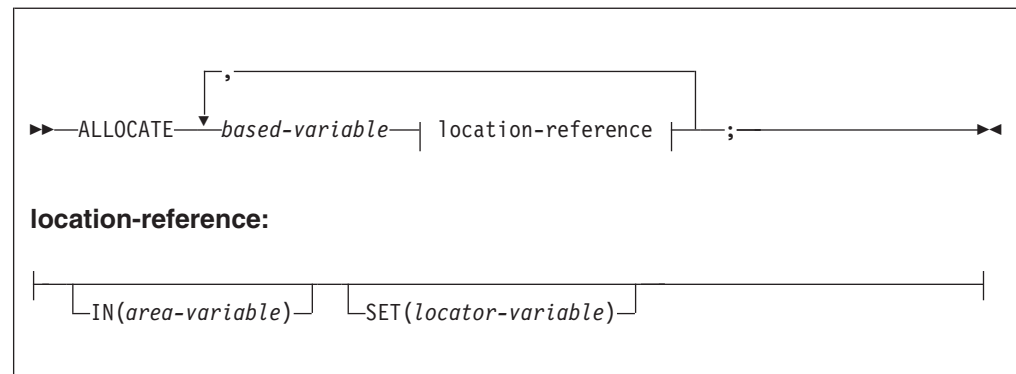 ,
ALLOCATE based-variable location-reference ;
location-reference:
IN(area-variable) SET(locator-variable)